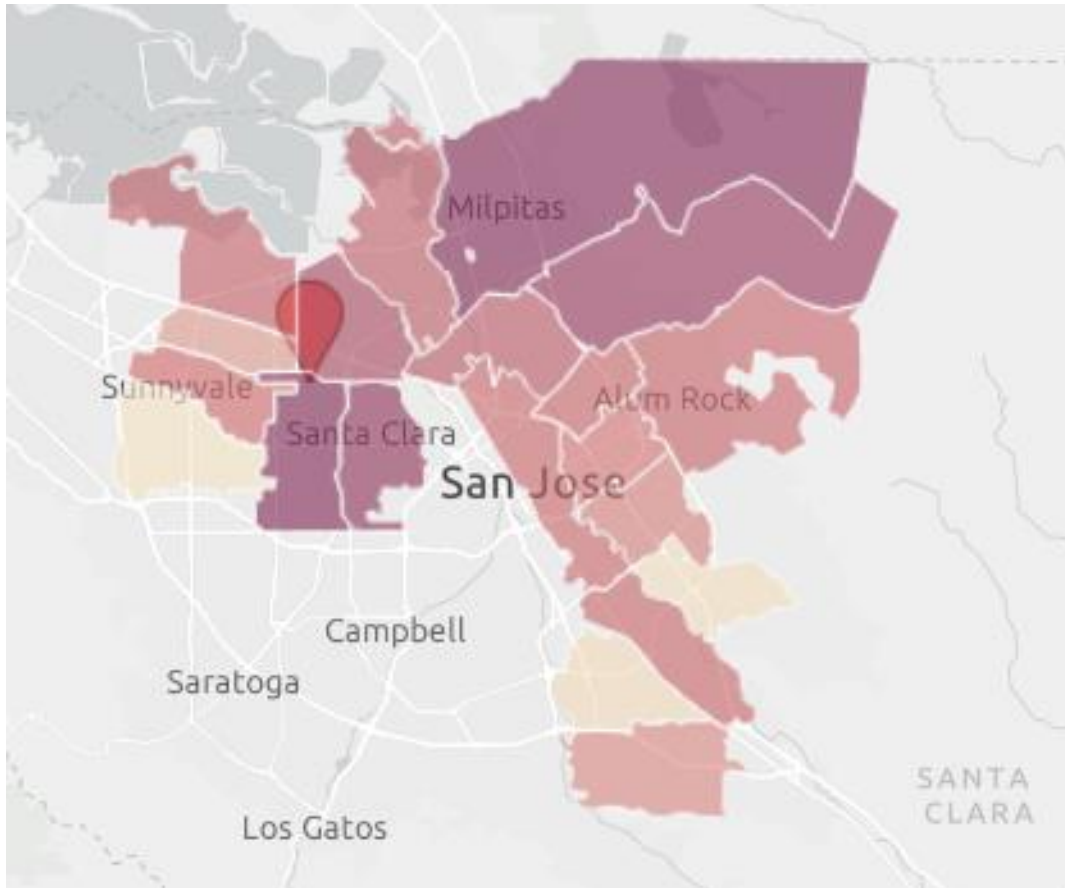 Milpitas
Sunnyvale
Alum Rock
Santa Clara
San Jose
Campbell
Saratoga
SANTA
CLARA
Los Gatos